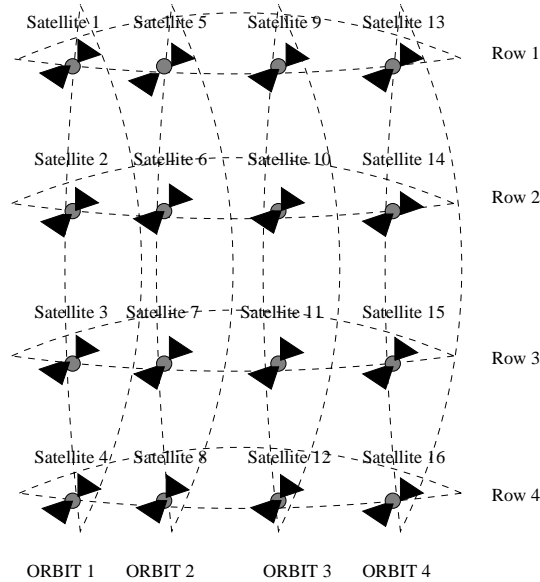 Satellite 1 Satellite 5 Satellite 9 Satellite 13
Row 1
Satellite 2 Satellite 6 Satellite 10 Satellite 14
Row 2
Satellite 3 Satellite 7 Satellite 11 Satellite 15
Row 3
Satellite 4 Satellite 8 Satellite 12 Satellite 16
Row 4
ORBIT 1 ORBIT 2 ORBIT 3 ORBIT 4